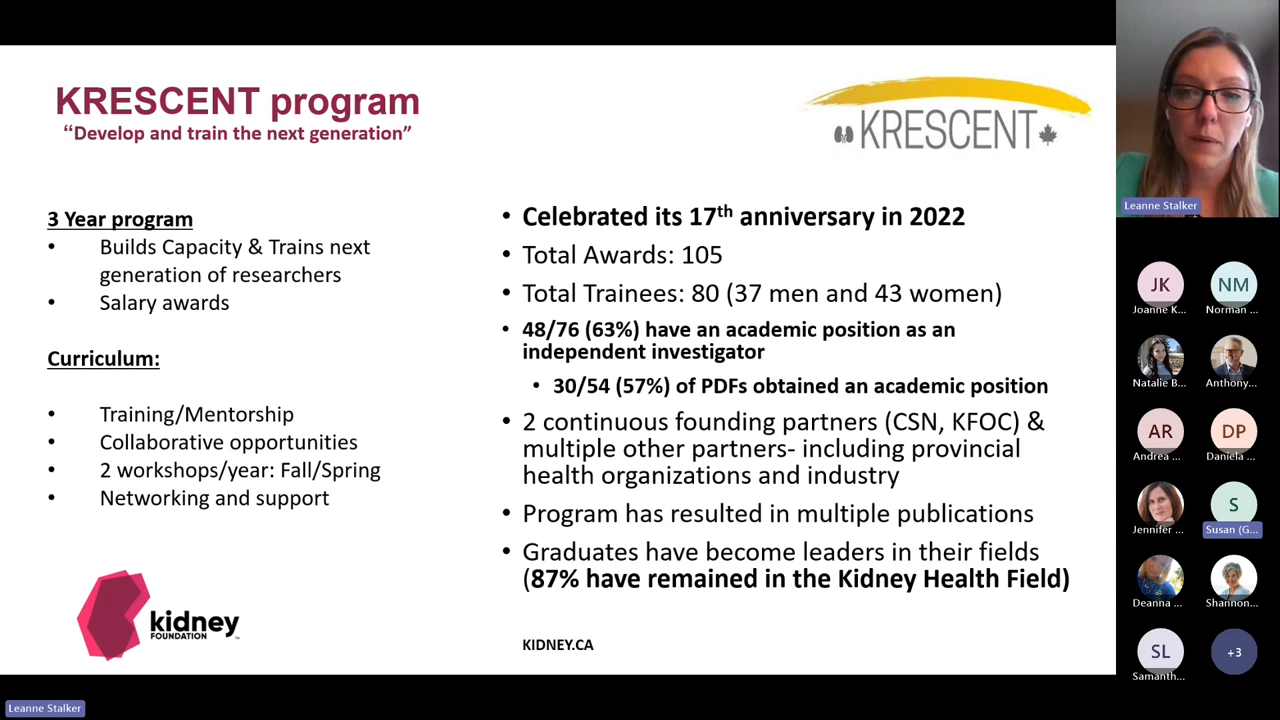 KRESCENT program
“Develop and train the next generation”
KRESCENT
3 Year program
• Builds Capacity & Trains next
generation of researchers
• Salary awards
Curriculum:
• Training/Mentorship
• Collaborative opportunities
• 2 workshops/year: Fall/Spring
• Networking and support
kidney
FOUNDATION
• Celebrated its 17th anniversary in 2022
• Total Awards: 105
• Total Trainees: 80 (37 men and 43 women)
• 48/76 (63%) have an academic position as an
independent investigator
• 30/54 (57%) of PDFs obtained an academic position
• 2 continuous founding partners (CSN, KFOC) &
multiple other partners- including provincial
health organizations and industry
• Program has resulted in multiple publications
• Graduates have become leaders in their fields
(87% have remained in the Kidney Health Field)
KIDNEY.CA
Leanne Stalker
JK
Joanne K...
NM
Norman ...
Natalie B...
Anthony...
AR
Andrea ...
DP
Daniela ...
Jennifer ...
S
Susan (G...
Deanna ...
Shannon...
SL
Samanth...
+3
Leanne Stalker